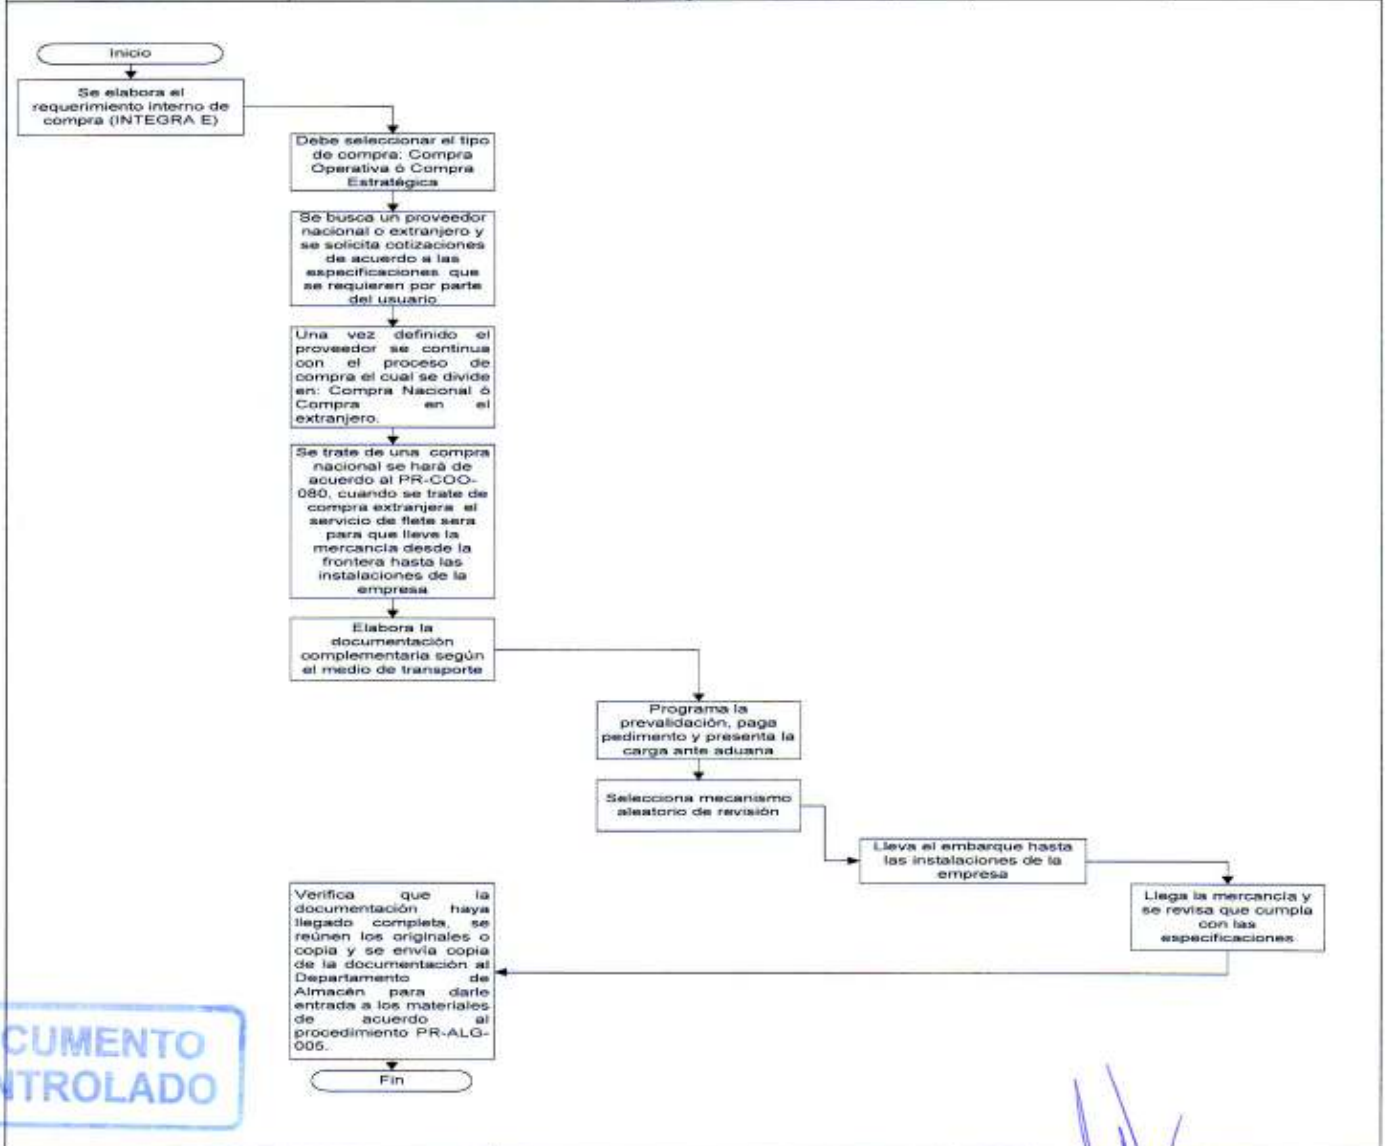 Inicio
Se elabora el
requerimiento interno de
compra (INTEGRA E)
Debe seleccionar el tipo
de compra: Compra
Operativa ó Compra
Estratégica
Se busca un proveedor
nacional o extranjero y
se solicita cotizaciones
de acuerdo a las
especificaciones que
se requieren por parte
del usuario
Una vez definido el
proveedor se continua
con el proceso de
compra el cual se divide
en: Compra Nacional ó
Compra en el
extranjero.
Se trate de una compra
nacional se hará de
acuerdo al PR-COO-
080, cuando se trate de
compra extranjera el
servicio de flete sera
para que lleve la
mercancía desde la
frontera hasta las
instalaciones de la
empresa
Elabora la
documentación
complementaria según
el medio de transporte
Programa la
prevalidación, paga
pedimento y presenta la
carga ante aduana
Selecciona mecanismo
aleatorio de revisión
Lleva el embarque hasta
las instalaciones de la
empresa
Llega la mercancía y
se revisa que cumpla
con las
especificaciones
Verifica que la
documentación haya
llegado completa, se
reúnen los originales o
copia y se envía copia
de la documentación al
Departamento de
Almacén para darle
entrada a los materiales
de acuerdo al
procedimiento PR-ALG-
005.
Fin
CUMENTO
NTROLADO